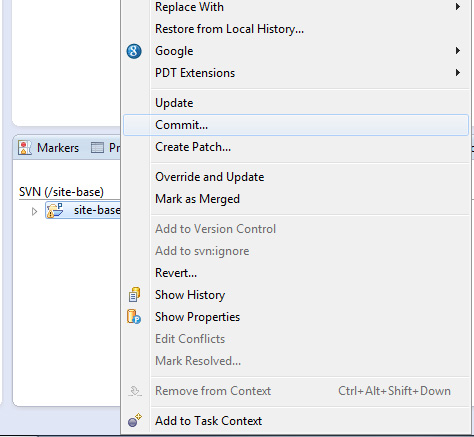 Replace With
Restore from Local History...
Google
PDT Extensions
Update
Commit...
Create Patch...
Markers
Override and Update
SVN (/site-base)
Mark as Merged
site-base
Add to Version Control
Add to svn:ignore
Revert...
Show History
Show Properties
Edit Conflicts
Mark Resolved...
Remove from Context Ctrl+Alt+Shift+Down
Add to Task Context